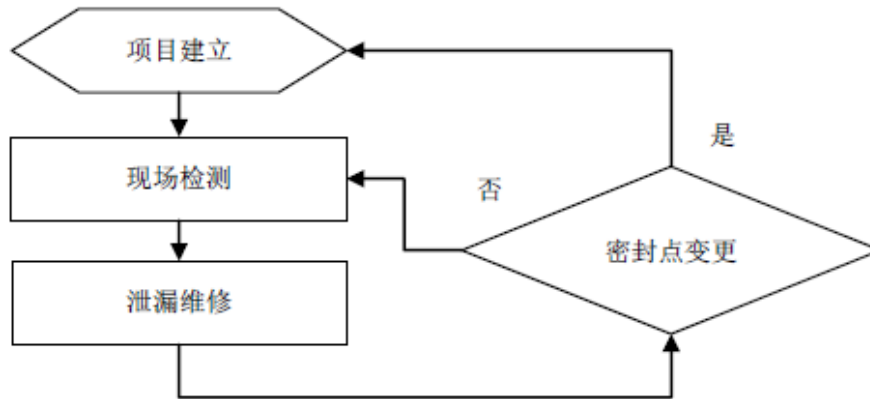 项目建立
是
现场检测
否
密封点变更
泄漏维修